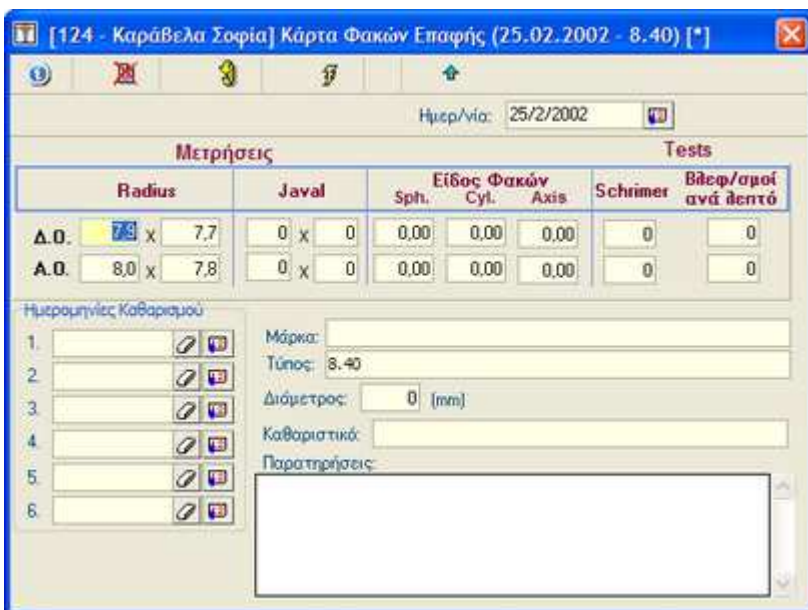 [124 - Καράβελα Σοφία] Κάρτα Φακών Επαφής (25.02.2002 - 8.40) [*]
Ημερ/νία: 25/2/2002
Μετρήσεις Tests
Radius Javal Είδος Φακών Schrimer Βλεφ/σμοί ανά λεπτό
Sph. Cyl. Axis
Δ.Ο. 7,9 x 7,7 0 x 0 0,00 0,00 0,00 0 0
Α.Ο. 8,0 x 7,8 0 x 0 0,00 0,00 0,00 0 0
Ημερομηνίες Καθαρισμού
1.
2.
3.
4.
5.
6.
Μάρκα:
Τύπος: 8.40
Διάμετρος: 0 (mm)
Καθαριστικό:
Παρατηρήσεις: